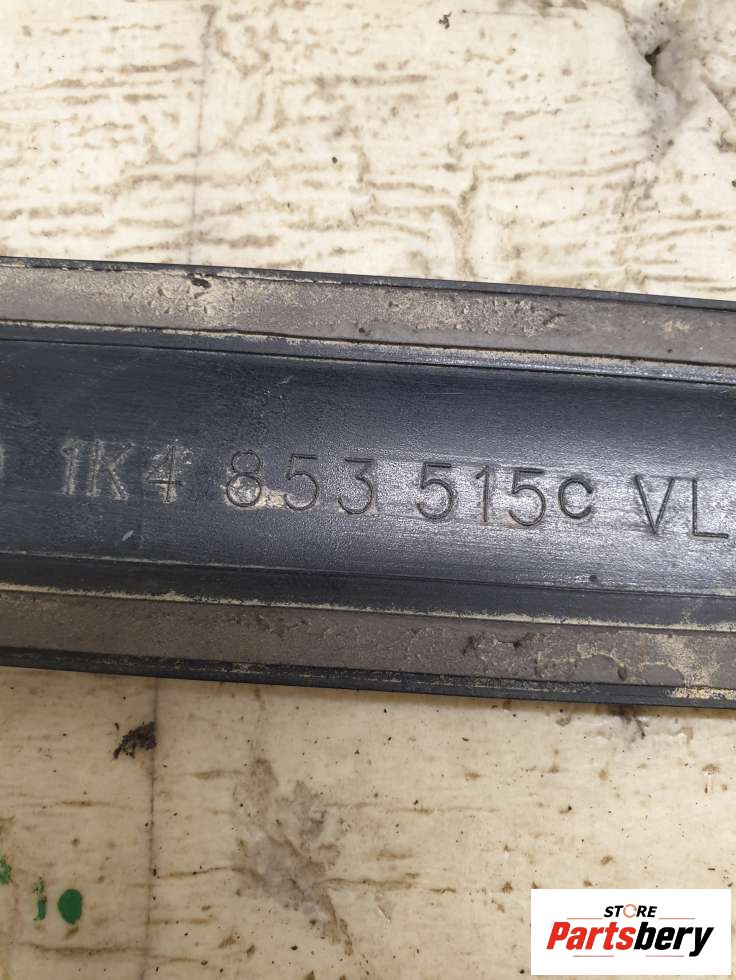 1K4 853 515C VL
STORE
Partsbery